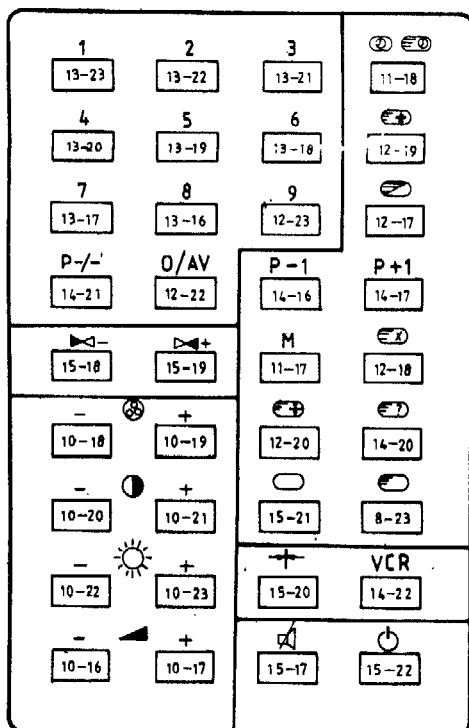 1 2 3
13-23 13-22 13-21 11-18
4 5 6
13-20 13-19 13-18 12-19
7 8 9
13-17 13-16 12-23 12-17
P-/-' 0/AV P-1 P+1
14-21 12-22 14-16 14-17
- + M
15-18 15-19 11-17 12-18
- +
10-18 10-19 12-20 14-20
- +
10-20 10-21 15-21 8-23
- + VCR
10-22 10-23 15-20 14-22
- +
10-16 10-17 15-17 15-22